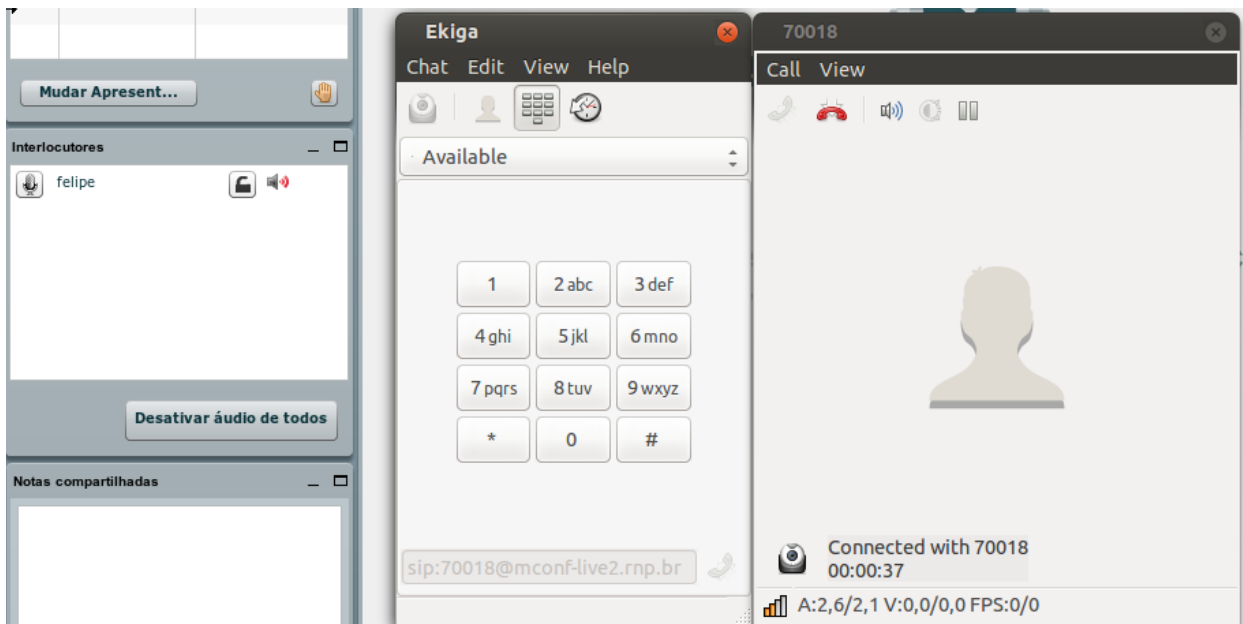 Mudar Apresent...
Interlocutores
felipe
Desativar áudio de todos
Notas compartilhadas
Ekiga
Chat Edit View Help
Available
1 2 abc 3 def
4 ghi 5 jkl 6 mno
7 pqrs 8 tuv 9 wxyz
* 0 #
sip:70018@mconf-live2.rnp.br
70018
Call View
Connected with 70018
00:00:37
A:2,6/2,1 V:0,0/0,0 FPS:0/0